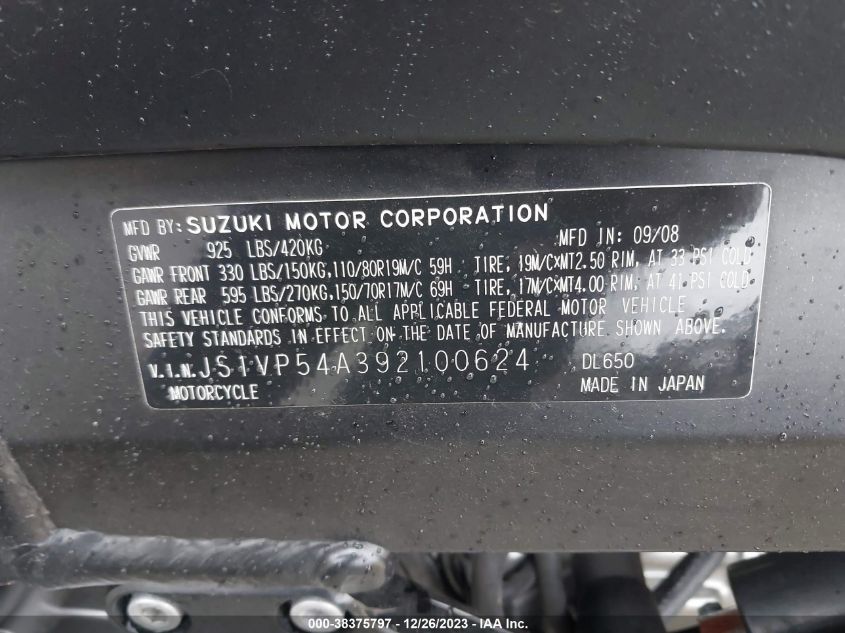 MFD BY: SUZUKI MOTOR CORPORATION MFD IN: 09/08
GVWR 925 LBS/420KG
GAWR FRONT 330 LBS/150KG,110/80R19M/C 59H TIRE, 19M/C×MT2.50 RIM, AT 33 PSI COLD
GAWR REAR 595 LBS/270KG,150/70R17M/C 69H TIRE, 17M/C×MT4.00 RIM, AT 41 PSI COLD
THIS VEHICLE CONFORMS TO ALL APPLICABLE FEDERAL MOTOR VEHICLE
SAFETY STANDARDS IN EFFECT ON THE DATE OF MANUFACTURE SHOWN ABOVE.
V.I.N. JS1VP54A392100624 DL650
MOTORCYCLE MADE IN JAPAN
000-38375797 - 12/26/2023 - Copyright IAA, Inc.